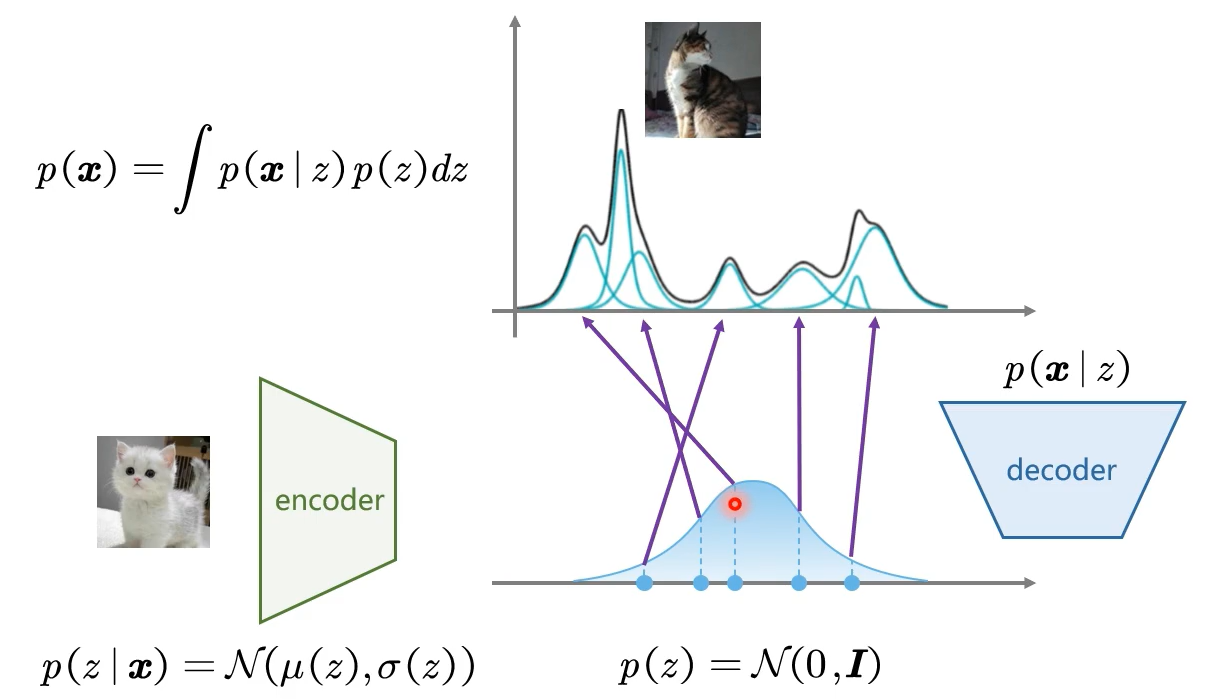 p(x) = ∫ p(x | z) p(z) dz
p(x | z)
decoder
encoder
p(z | x) = 𝒩(μ(z), σ(z))
p(z) = 𝒩(0, I)